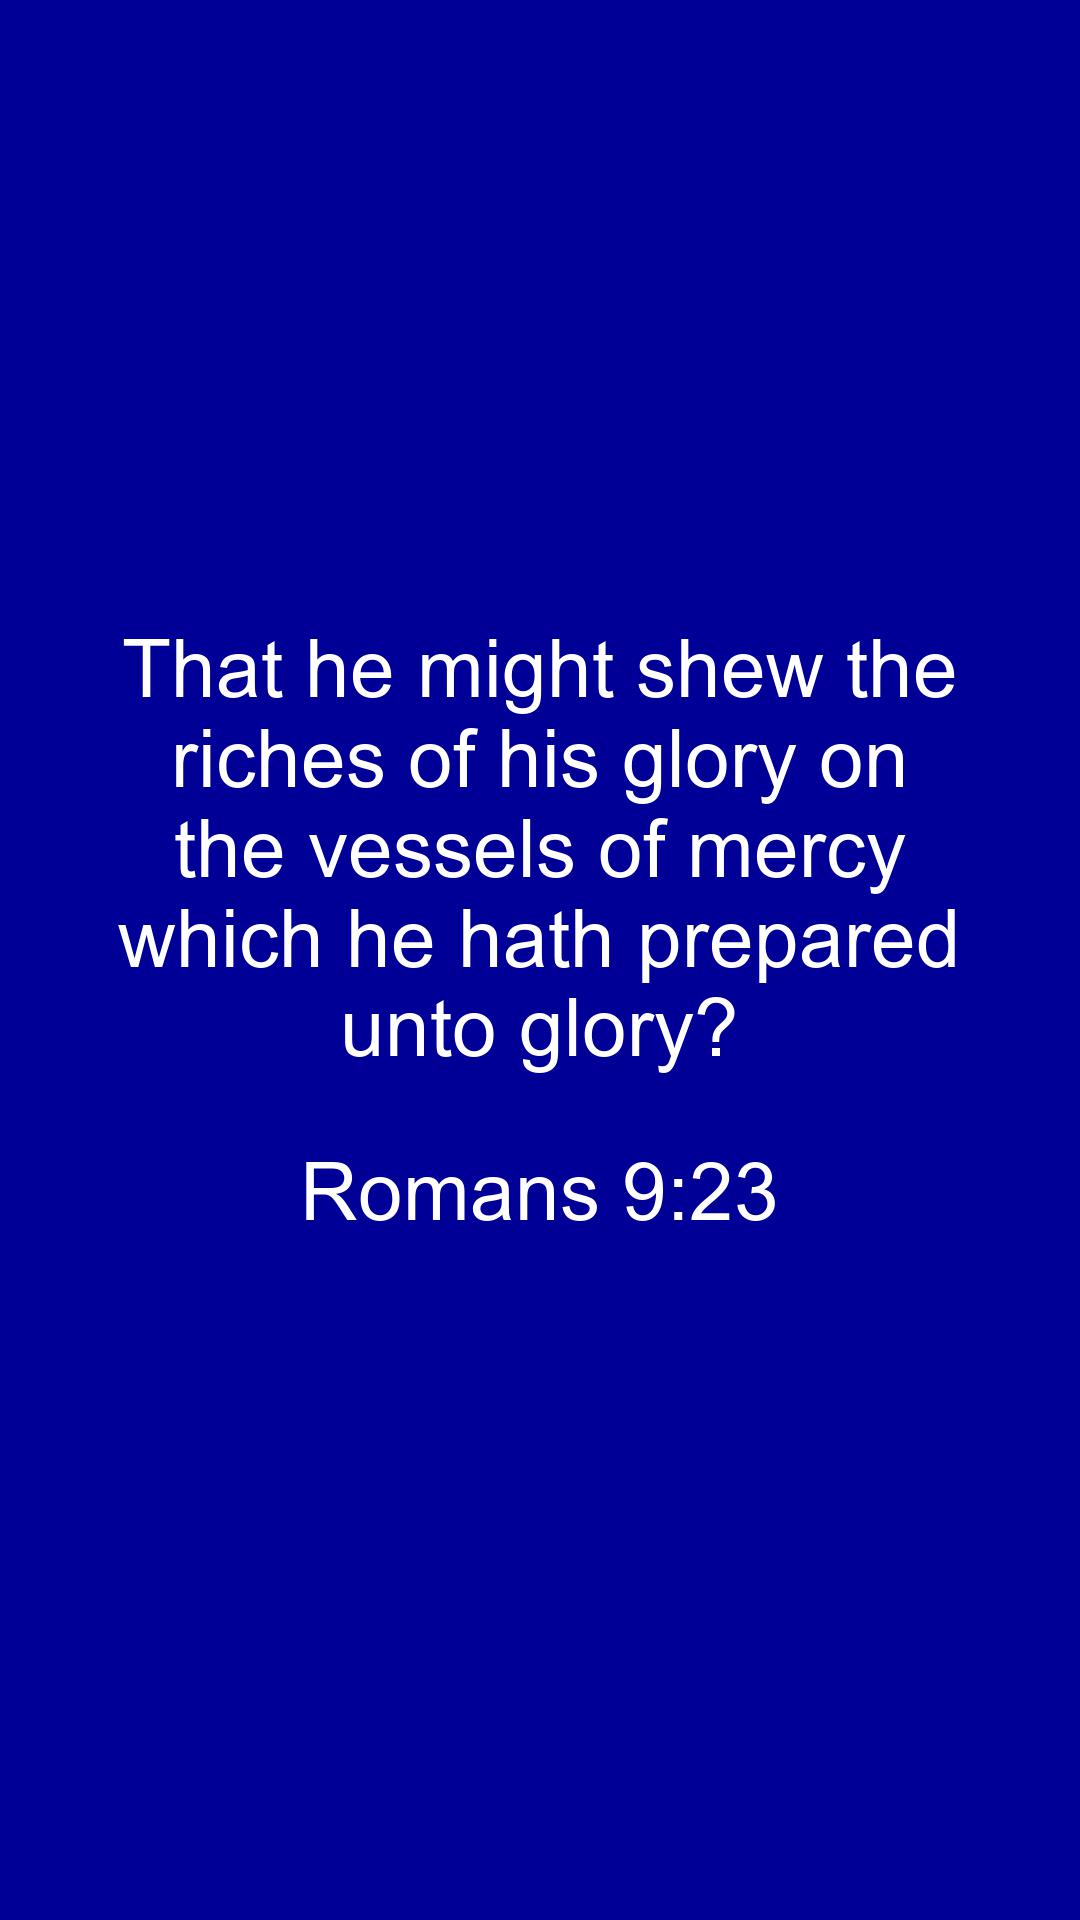 That he might shew the
riches of his glory on
the vessels of mercy
which he hath prepared
unto glory?
Romans 9:23